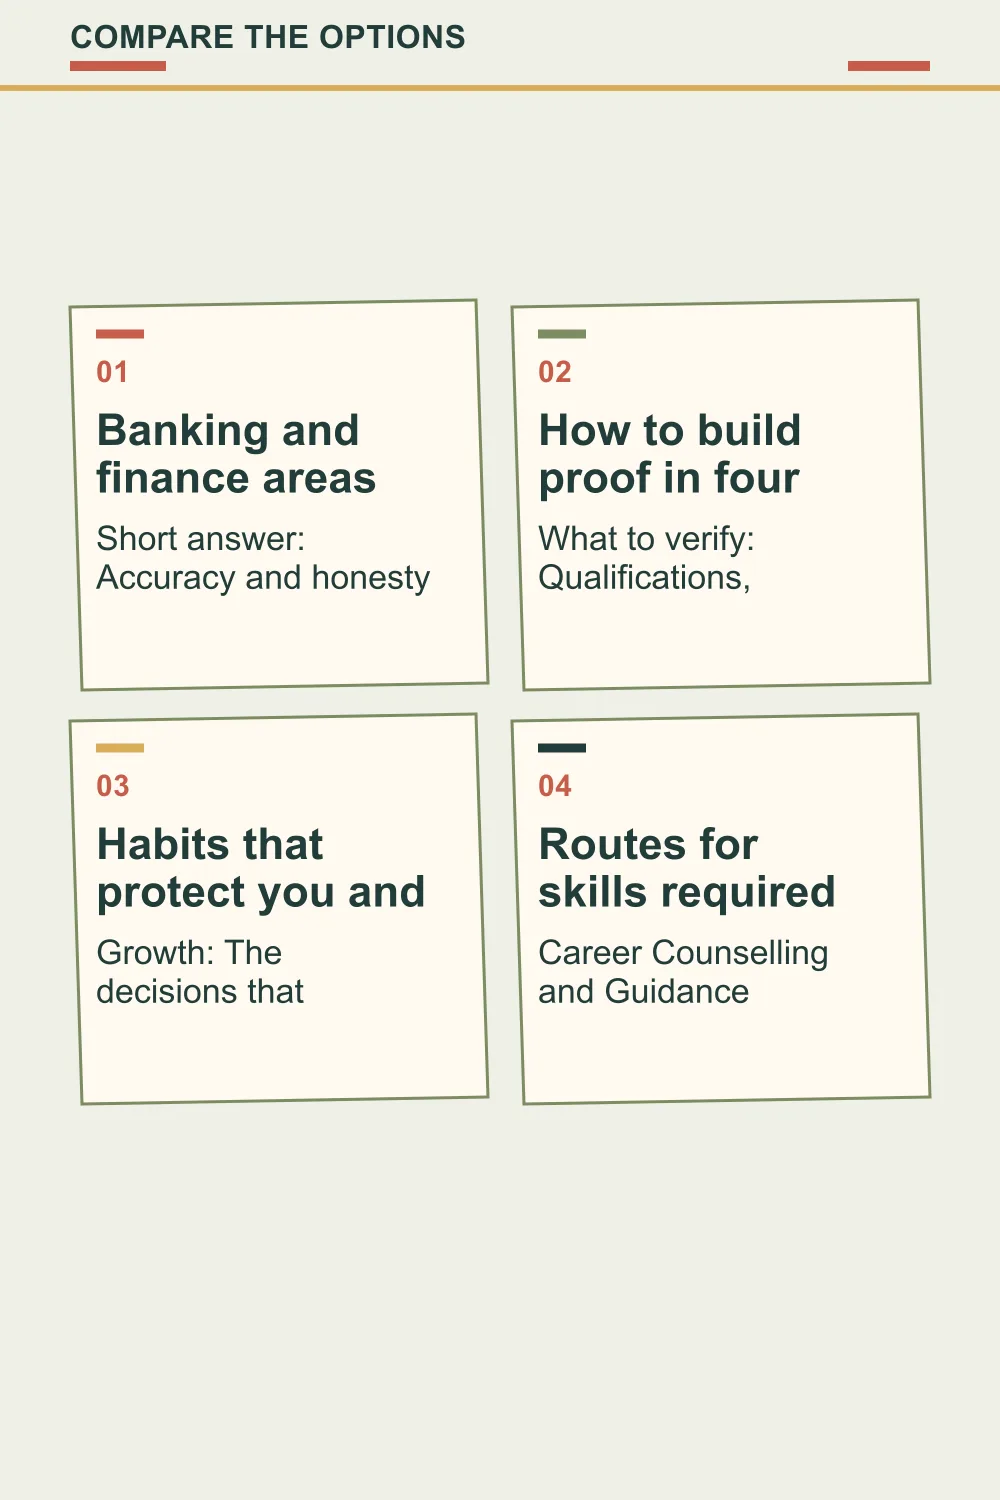 COMPARE THE OPTIONS
01
Banking and
finance areas
Short answer:
Accuracy and honesty
02
How to build
proof in four
What to verify:
Qualifications,
03
Habits that
protect you and
Growth: The
decisions that
04
Routes for
skills required
Career Counselling
and Guidance